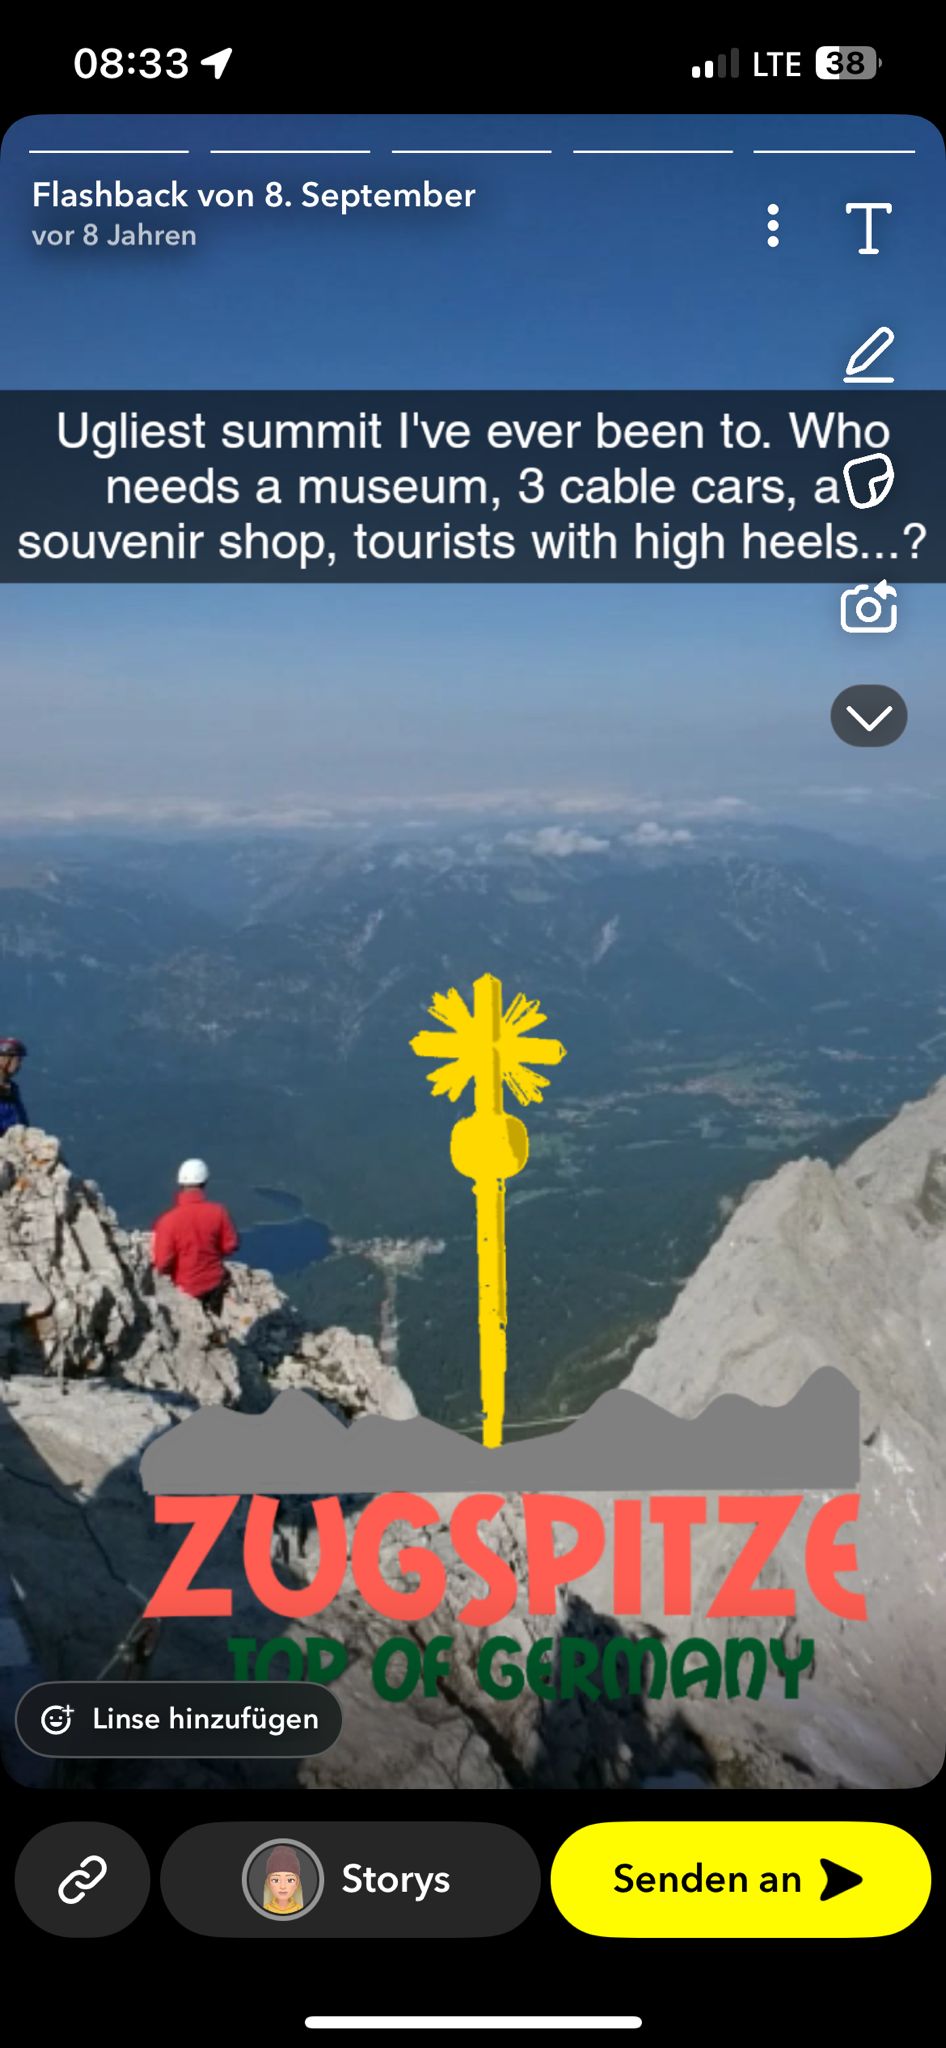 08:33
LTE
38
Flashback von 8. September
vor 8 Jahren
T
Ugliest summit I've ever been to. Who
needs a museum, 3 cable cars, a
souvenir shop, tourists with high heels...?
ZUGSPITZE
TOP OF GERMANY
Linse hinzufügen
Storys
Senden an